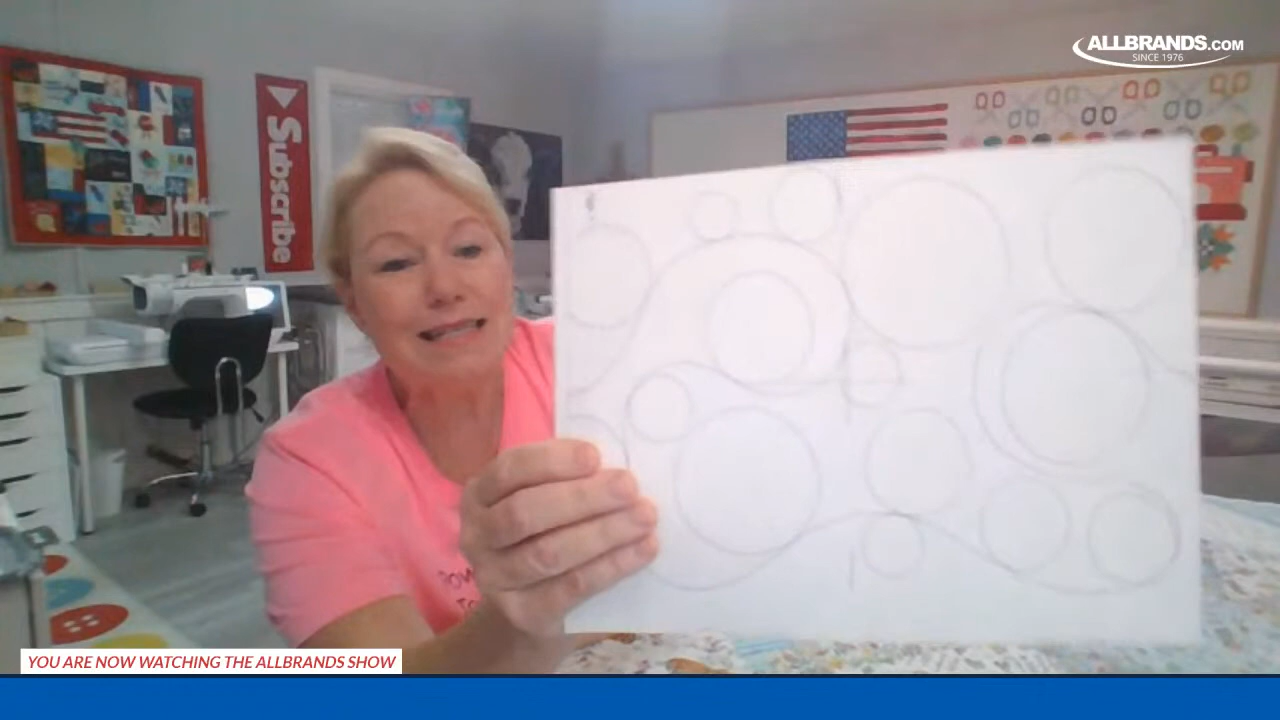 ALLBRANDS.COM
SINCE 1976
Subscribe
YOU ARE NOW WATCHING THE ALLBRANDS SHOW